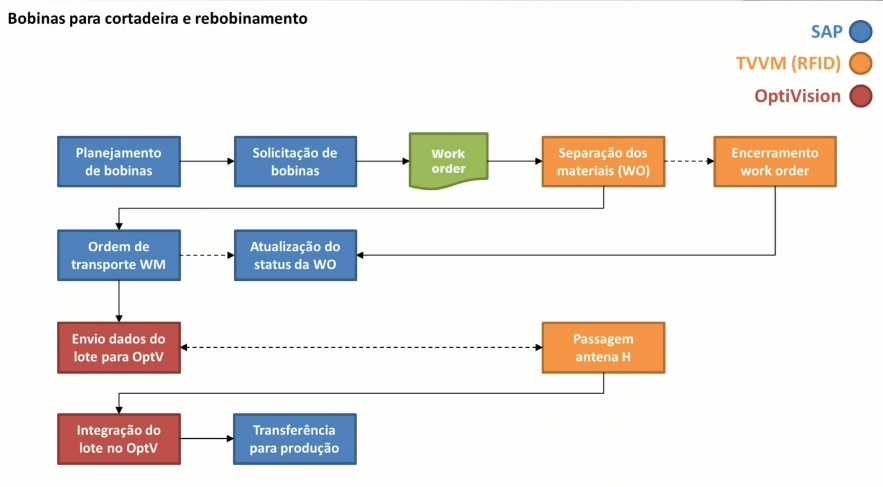 Bobinas para cortadeira e rebobinamento
SAP
TVVM (RFID)
OptiVision
Planejamento
de bobinas
Solicitação de
bobinas
Work
order
Separação dos
materiais (WO)
Encerramento
work order
Ordem de
transporte WM
Atualização do
status da WO
Envio dados do
lote para OptV
Passagem
antena H
Integração do
lote no OptV
Transferência
para produção